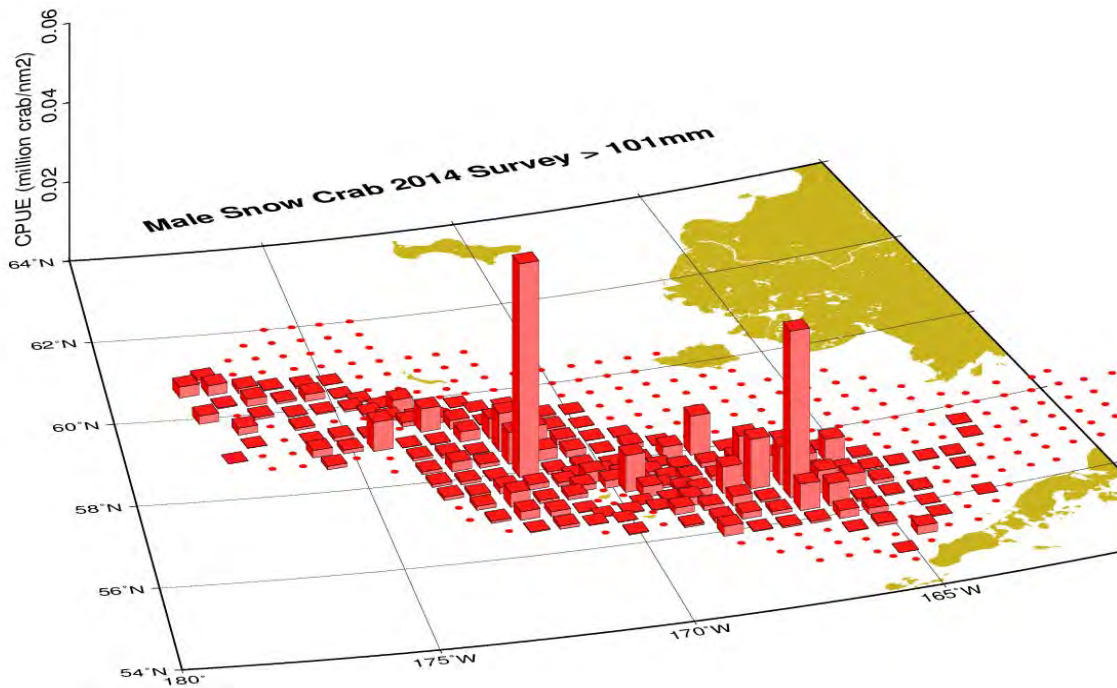 0.06
0.04
0.02
CPUE (million crab/nm2)
Male Snow Crab 2014 Survey > 101mm
64°N
62°N
60°N
58°N
56°N
54°N
180°
175°W
170°W
165°W